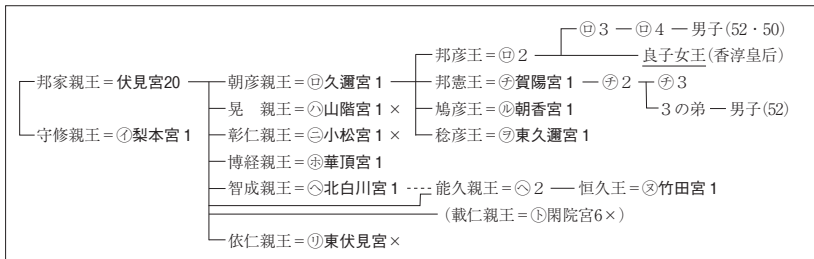 ㋺3 ― ㋺4 ― 男子(52・50)
邦彦王＝㋺2
良子女王(香淳皇后)
邦家親王＝伏見宮20
朝彦親王＝㋺久邇宮1
邦憲王＝㋠賀陽宮1 ― ㋠2
㋠3
晃 親王＝㋩山階宮1×
鳩彦王＝㋸朝香宮1
3の弟 ― 男子(52)
守修親王＝㋑梨本宮1
彰仁親王＝㋥小松宮1×
稔彦王＝㋾東久邇宮1
博経親王＝㋭華頂宮1
智成親王＝㋬北白川宮1 ---- 能久親王＝㋬2 ― 恒久王＝㋦竹田宮1
(載仁親王＝㋣閑院宮6×)
依仁親王＝㋷東伏見宮×